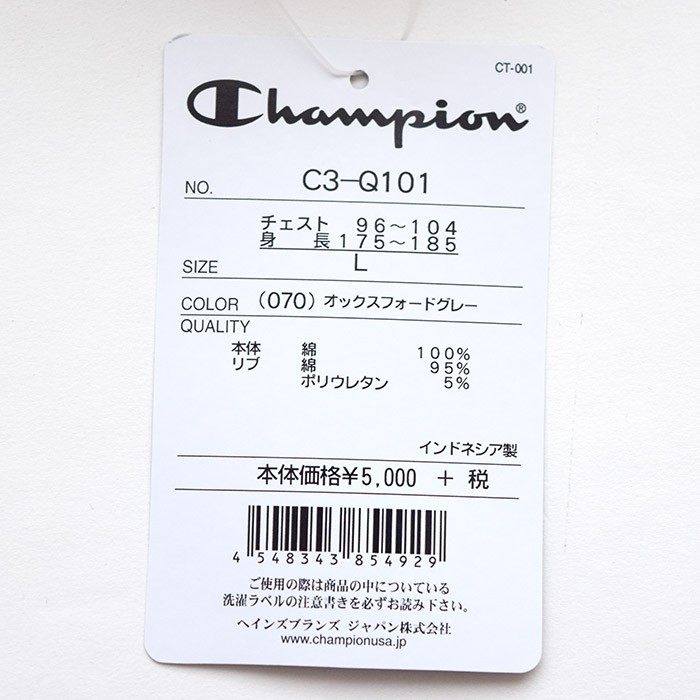 CT-001
Champion®
NO. C3-Q101
チェスト 96～104
身長 175～185
SIZE L
COLOR (070) オックスフォードグレー
QUALITY
本体 綿 100%
リブ 綿 95%
ポリウレタン 5%
インドネシア製
本体価格¥5,000 + 税
4 548343 854929
ご使用の際は商品の中についている
洗濯ラベルの注意書きを必ずお読み下さい。
ヘインズブランズ ジャパン株式会社
www.championusa.jp